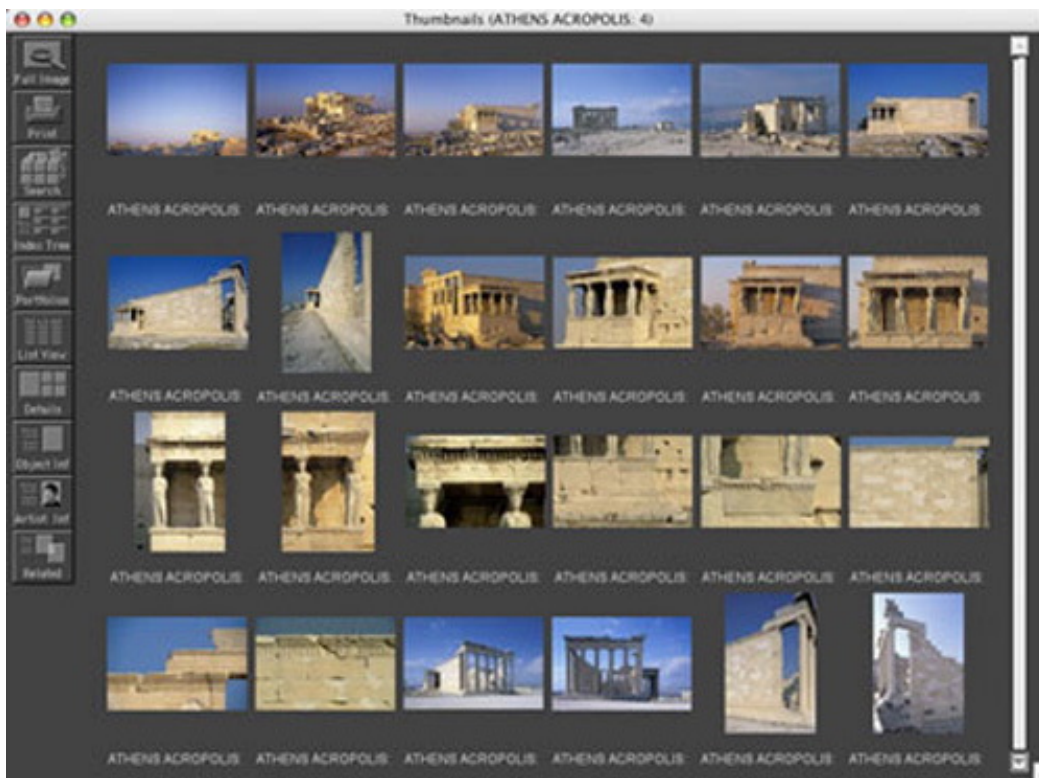 Thumbnails (ATHENS ACROPOLIS: 4)
Full Image
Print
Search
Index Tree
Portfolios
List View
Details
Object Inf
Artist Inf
Related
ATHENS ACROPOLIS: ATHENS ACROPOLIS: ATHENS ACROPOLIS: ATHENS ACROPOLIS: ATHENS ACROPOLIS: ATHENS ACROPOLIS:
ATHENS ACROPOLIS: ATHENS ACROPOLIS: ATHENS ACROPOLIS: ATHENS ACROPOLIS: ATHENS ACROPOLIS: ATHENS ACROPOLIS:
ATHENS ACROPOLIS: ATHENS ACROPOLIS: ATHENS ACROPOLIS: ATHENS ACROPOLIS: ATHENS ACROPOLIS: ATHENS ACROPOLIS:
ATHENS ACROPOLIS: ATHENS ACROPOLIS: ATHENS ACROPOLIS: ATHENS ACROPOLIS: ATHENS ACROPOLIS: ATHENS ACROPOLIS: